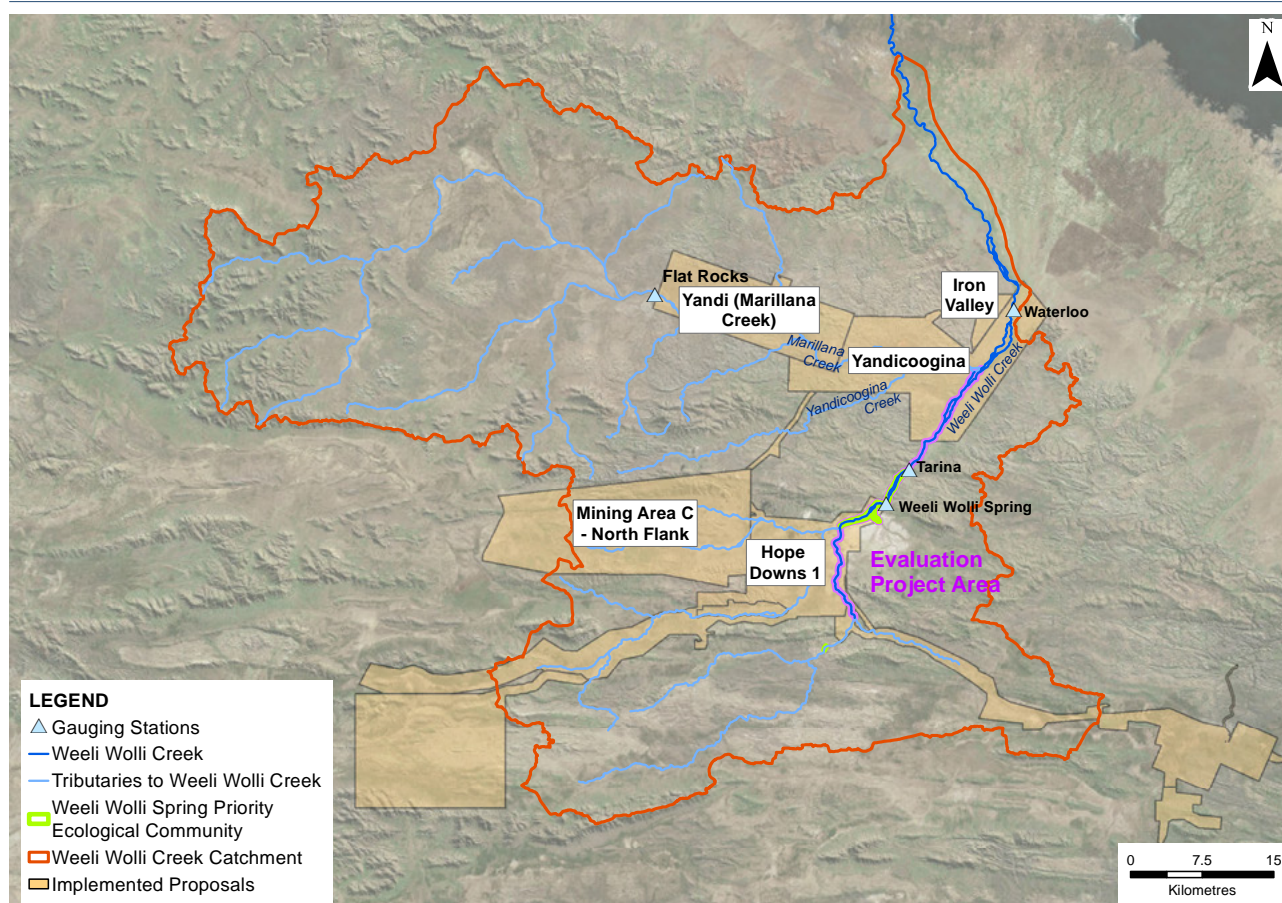 N
Flat Rocks
Yandi (Marillana
Creek)
Iron
Valley
Waterloo
Marillana
Creek
Yandicoogina
Yandicoogina
Creek
Weeli Wolli Creek
Tarina
Weeli Wolli Spring
Mining Area C
- North Flank
Hope
Downs 1
Evaluation
Project Area
LEGEND
Gauging Stations
Weeli Wolli Creek
Tributaries to Weeli Wolli Creek
Weeli Wolli Spring Priority
Ecological Community
Weeli Wolli Creek Catchment
Implemented Proposals
0 7.5 15
Kilometres